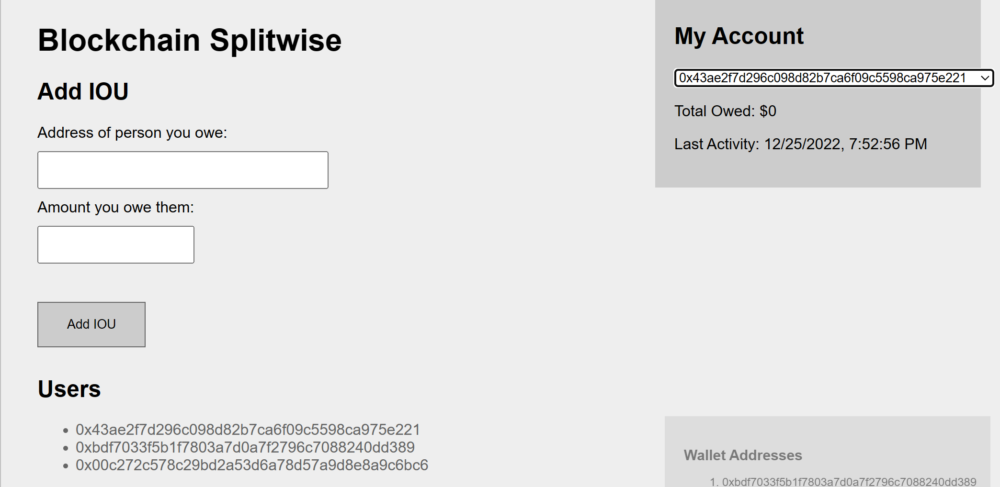 Blockchain Splitwise
Add IOU
Address of person you owe:
Amount you owe them:
Add IOU
Users
• 0x43ae2f7d296c098d82b7ca6f09c5598ca975e221
• 0xbdf7033f5b1f7803a7d0a7f2796c7088240dd389
• 0x00c272c578c29bd2a53d6a78d57a9d8e8a9c6bc6
My Account
0x43ae2f7d296c098d82b7ca6f09c5598ca975e221
Total Owed: $0
Last Activity: 12/25/2022, 7:52:56 PM
Wallet Addresses
1. 0xbdf7033f5b1f7803a7d0a7f2796c7088240dd389